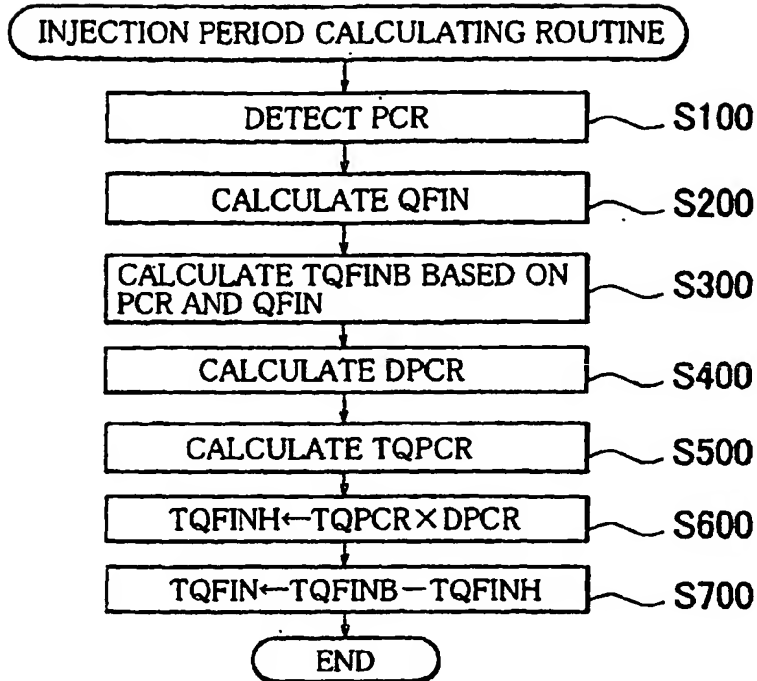 INJECTION PERIOD CALCULATING ROUTINE
DETECT PCR
S100
CALCULATE QFIN
S200
CALCULATE TQFINB BASED ON
PCR AND QFIN
S300
CALCULATE DPCR
S400
CALCULATE TQPCR
S500
TQFINH←TQPCR×DPCR
S600
TQFIN←TQFINB−TQFINH
S700
END